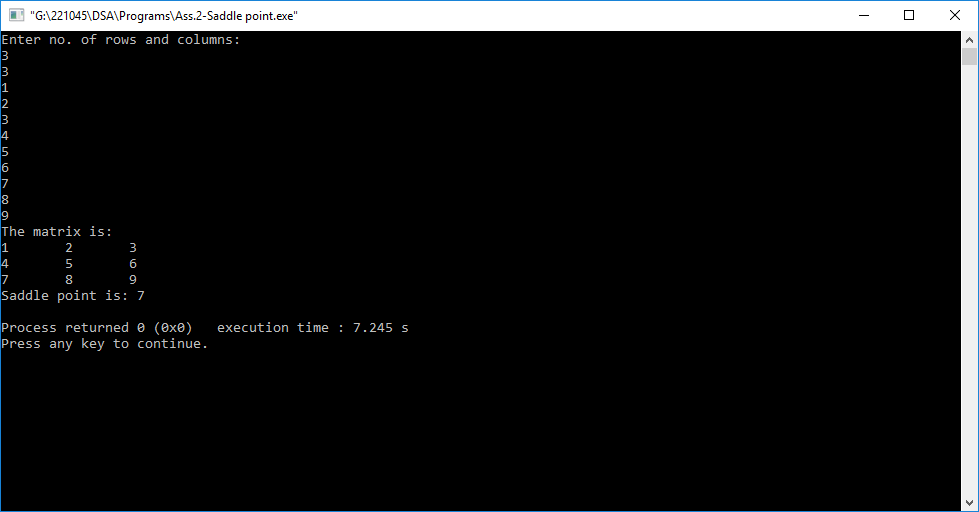 "G:\221045\DSA\Programs\Ass.2-Saddle point.exe"
Enter no. of rows and columns:
3
3
1
2
3
4
5
6
7
8
9
The matrix is:
1 2 3
4 5 6
7 8 9
Saddle point is: 7
Process returned 0 (0x0) execution time : 7.245 s
Press any key to continue.